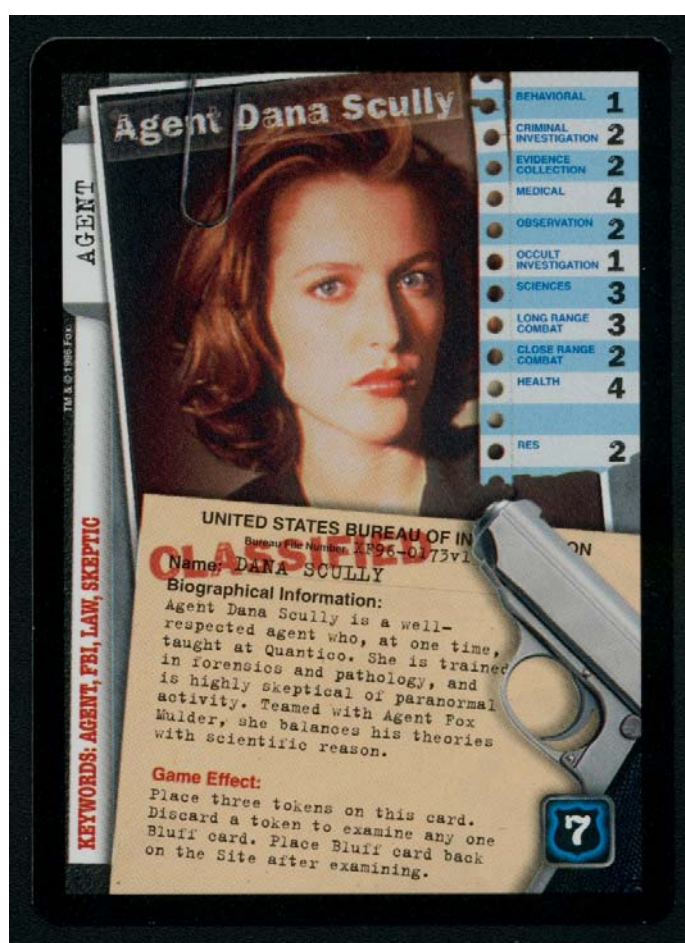 Agent Dana Scully
AGENT
TM & © 1996 Fox.
KEYWORDS: AGENT, FBI, LAW, SKEPTIC
BEHAVIORAL 1
CRIMINAL
INVESTIGATION 2
EVIDENCE
COLLECTION 2
MEDICAL 4
OBSERVATION 2
OCCULT
INVESTIGATION 1
SCIENCES 3
LONG RANGE
COMBAT 3
CLOSE RANGE
COMBAT 2
HEALTH 4
RES 2
UNITED STATES BUREAU OF IN ON
Bureau File Number: XF96-0173v1
CLASSIFIED
Name: DANA SCULLY
Biographical Information:
Agent Dana Scully is a well-
respected agent who, at one time,
taught at Quantico. She is trained
in forensics and pathology, and
is highly skeptical of paranormal
activity. Teamed with Agent Fox
Mulder, she balances his theories
with scientific reason.
Game Effect:
Place three tokens on this card.
Discard a token to examine any one
Bluff card. Place Bluff card back
on the Site after examining.
7